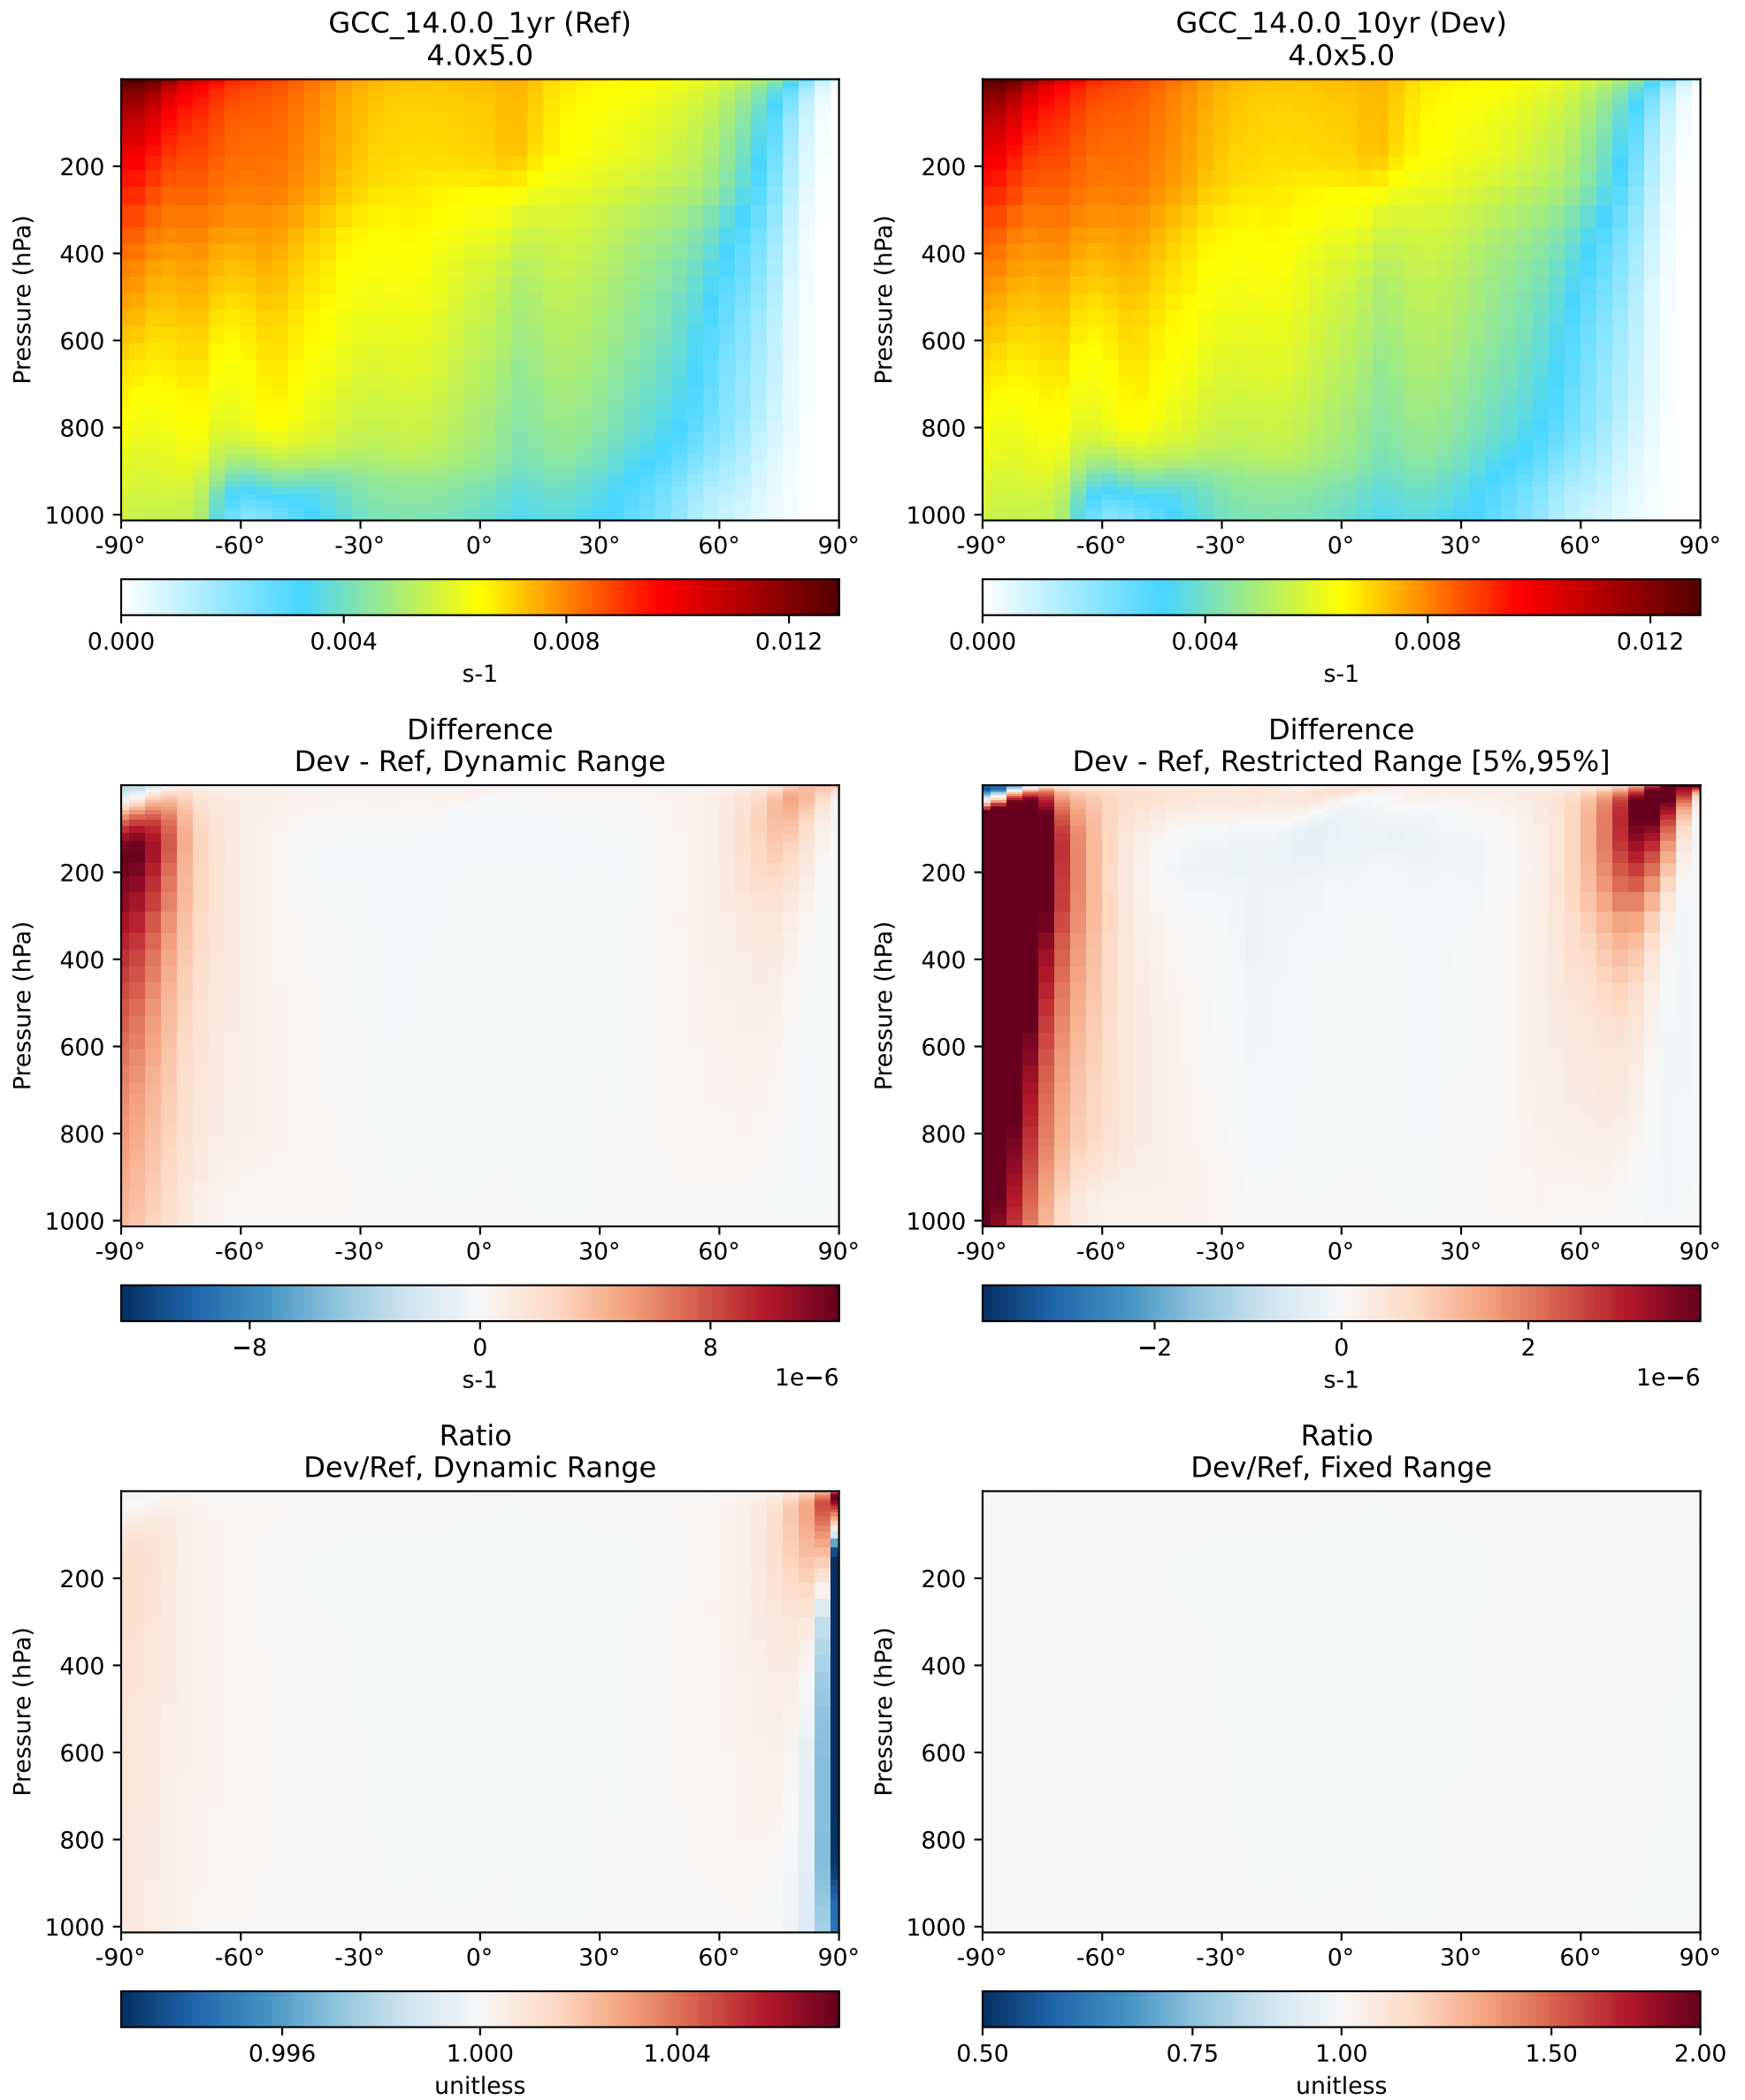 GCC_14.0.0_1yr (Ref)
4.0x5.0
Pressure (hPa)
200
400
600
800
1000
-90° -60° -30° 0° 30° 60° 90°
0.000 0.004 0.008 0.012
s-1
GCC_14.0.0_10yr (Dev)
4.0x5.0
Pressure (hPa)
200
400
600
800
1000
-90° -60° -30° 0° 30° 60° 90°
0.000 0.004 0.008 0.012
s-1
Difference
Dev - Ref, Dynamic Range
Pressure (hPa)
200
400
600
800
1000
-90° -60° -30° 0° 30° 60° 90°
−8 0 8
s-1
1e−6
Difference
Dev - Ref, Restricted Range [5%,95%]
Pressure (hPa)
200
400
600
800
1000
-90° -60° -30° 0° 30° 60° 90°
−2 0 2
s-1
1e−6
Ratio
Dev/Ref, Dynamic Range
Pressure (hPa)
200
400
600
800
1000
-90° -60° -30° 0° 30° 60° 90°
0.996 1.000 1.004
unitless
Ratio
Dev/Ref, Fixed Range
Pressure (hPa)
200
400
600
800
1000
-90° -60° -30° 0° 30° 60° 90°
0.50 0.75 1.00 1.50 2.00
unitless